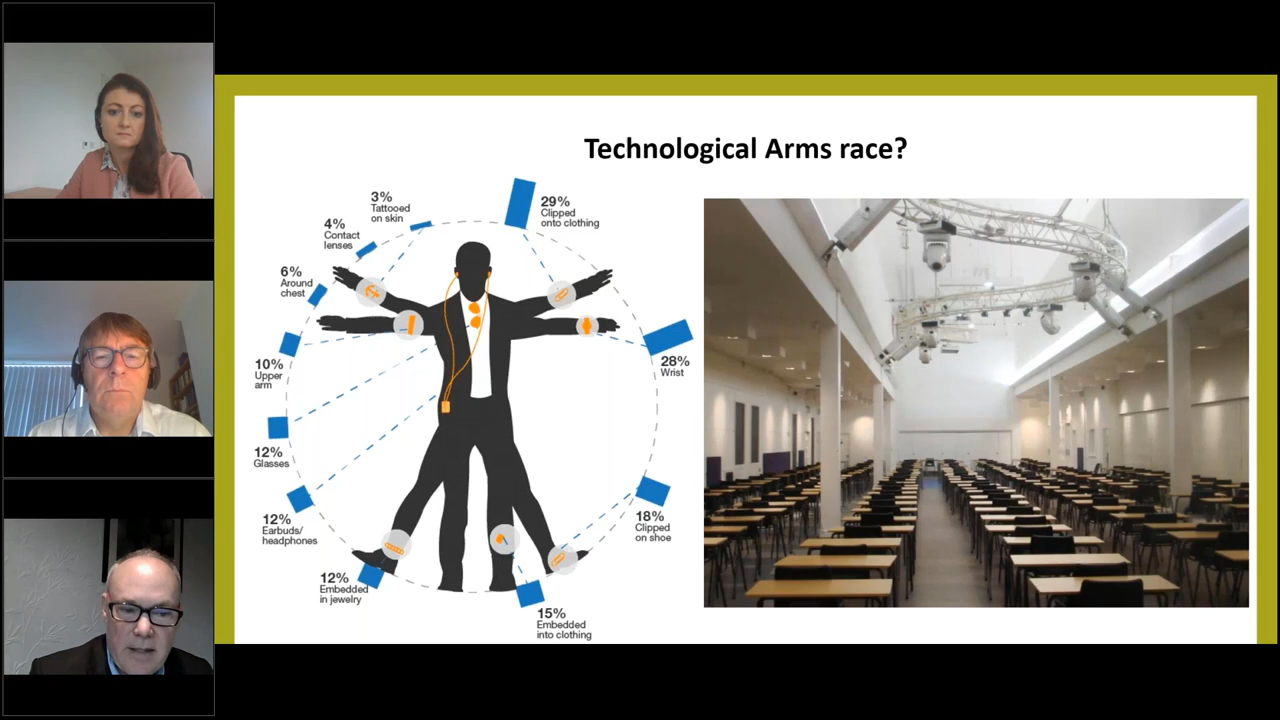 Technological Arms race?
3%
Tattooed
on skin
29%
Clipped
onto clothing
4%
Contact
lenses
6%
Around
chest
10%
Upper
arm
28%
Wrist
12%
Glasses
12%
Earbuds/
headphones
18%
Clipped
on shoe
12%
Embedded
in jewelry
15%
Embedded
into clothing